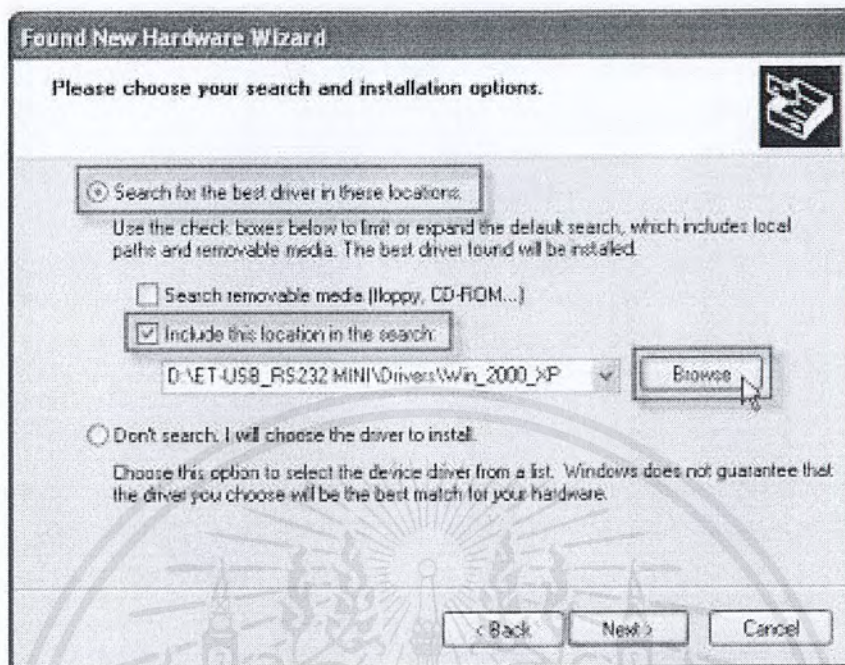 Found New Hardware Wizard
Please choose your search and installation options.
Search for the best driver in these locations.
Use the check boxes below to limit or expand the default search, which includes local
paths and removable media. The best driver found will be installed.
Search removable media (floppy, CD-ROM...)
Include this location in the search:
D:\ET-USB_RS232 MINI\Drivers\Win_2000_XP
Browse
Don't search. I will choose the driver to install.
Choose this option to select the device driver from a list. Windows does not guarantee that
the driver you choose will be the best match for your hardware.
< Back
Next >
Cancel